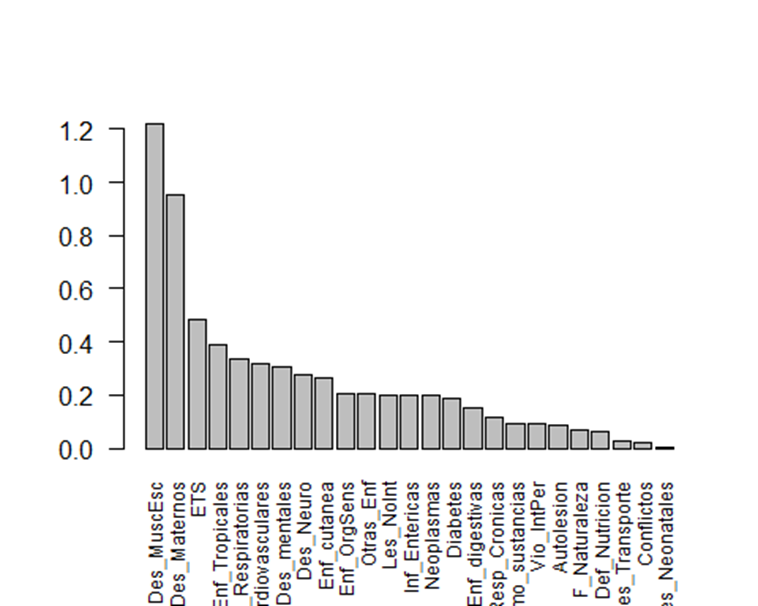 1.2
1.0
0.8
0.6
0.4
0.2
0.0
Des_MuscEsc
Des_Maternos
ETS
Enf_Tropicales
Respiratorias
rdiovasculares
Des_mentales
Des_Neuro
Enf_cutanea
Enf_OrgSens
Otras_Enf
Les_NoInt
Inf_Entericas
Neoplasmas
Diabetes
Enf_digestivas
Resp_Cronicas
mo_sustancias
Vio_IntPer
Autolesion
F_Naturaleza
Def_Nutricion
es_Transporte
Conflictos
es_Neonatales